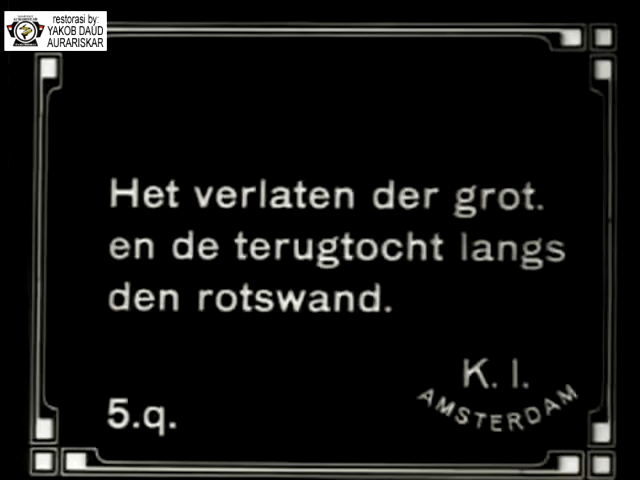 restorasi by:
YAKOB DAUD
AURARISKAR
Het verlaten der grot.
en de terugtocht langs
den rotswand.
K. I.
AMSTERDAM
5.q.